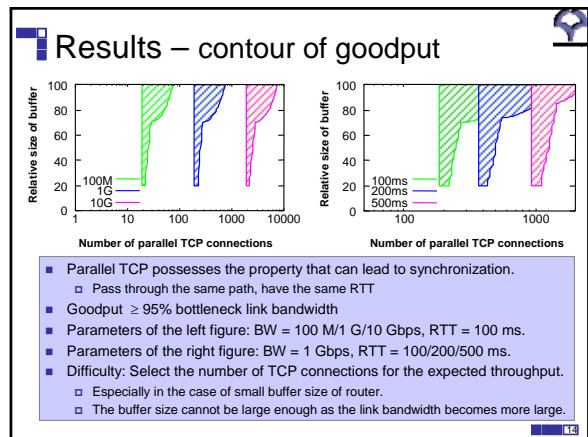 Results – contour of goodput
Relative size of buffer
100
80
60
40
20
0
100M
1G
10G
1 10 100 1000 10000
Number of parallel TCP connections
Relative size of buffer
100
80
60
40
20
0
100ms
200ms
500ms
100 1000
Number of parallel TCP connections
Parallel TCP possesses the property that can lead to synchronization.
Pass through the same path, have the same RTT
Goodput ≥ 95% bottleneck link bandwidth
Parameters of the left figure: BW = 100 M/1 G/10 Gbps, RTT = 100 ms.
Parameters of the right figure: BW = 1 Gbps, RTT = 100/200/500 ms.
Difficulty: Select the number of TCP connections for the expected throughput.
Especially in the case of small buffer size of router.
The buffer size cannot be large enough as the link bandwidth becomes more large.
14